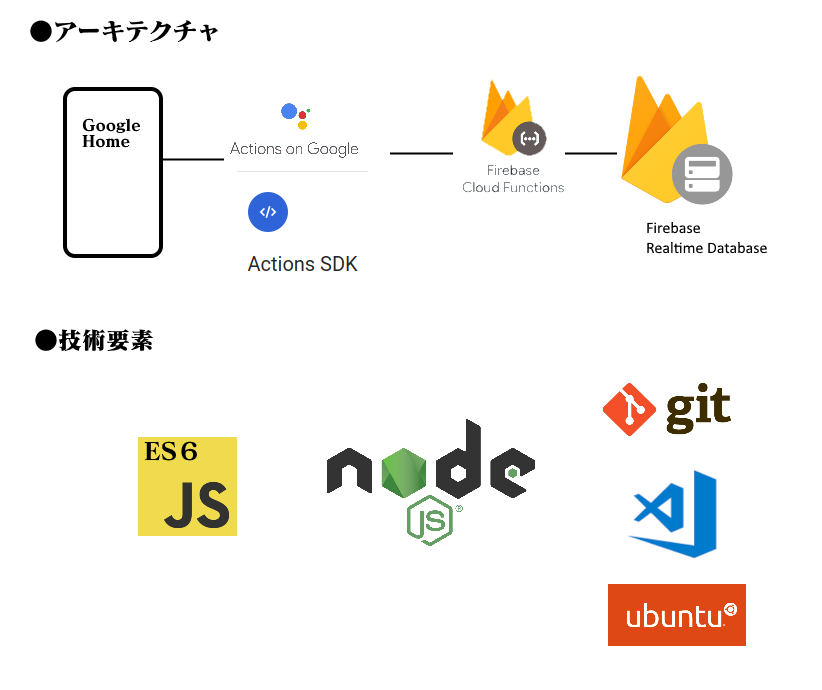 ●アーキテクチャ
Google
Home
Actions on Google
</>
Actions SDK
Firebase
Cloud Functions
Firebase
Realtime Database
●技術要素
ES6
JS
node
JS®
git
ubuntu